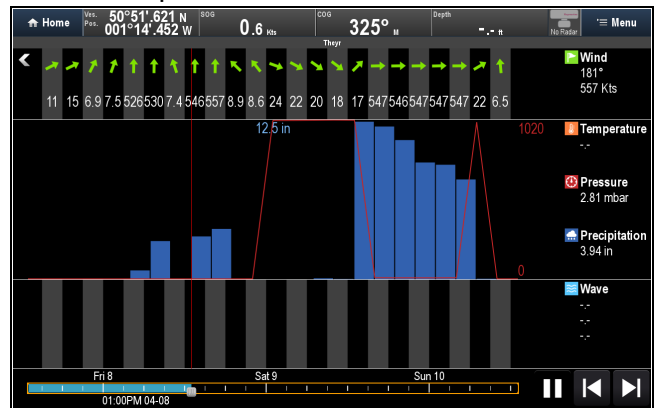 Home
Ves. Pos. 50°51'.621 N
001°14'.452 W
SOG
0.6 Kts
COG
325° M
Depth
-.- ft
No Radar
Menu
Theyr
11 15 6.9 7.5 526 530 7.4 546 557 8.9 8.6 24 22 20 18 17 547 546 547 547 547 22 6.5
Wind
181°
557 Kts
12.5 in
1020
Temperature
-.-
Pressure
2.81 mbar
Precipitation
3.94 in
0
Wave
-.-
-.-
-.-
Fri 8 Sat 9 Sun 10
01:00PM 04-08